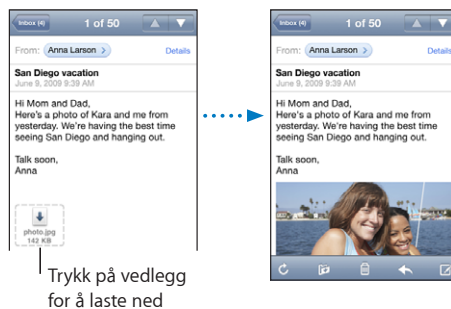 Inbox (4) 1 of 50
From: Anna Larson Details
San Diego vacation
June 9, 2009 9:39 AM
Hi Mom and Dad,
Here's a photo of Kara and me from
yesterday. We're having the best time
seeing San Diego and hanging out.
Talk soon,
Anna
photo.jpg
142 KB
Trykk på vedlegg
for å laste ned
Inbox (4) 1 of 50
From: Anna Larson Details
San Diego vacation
June 9, 2009 9:39 AM
Hi Mom and Dad,
Here's a photo of Kara and me from
yesterday. We're having the best time
seeing San Diego and hanging out.
Talk soon,
Anna